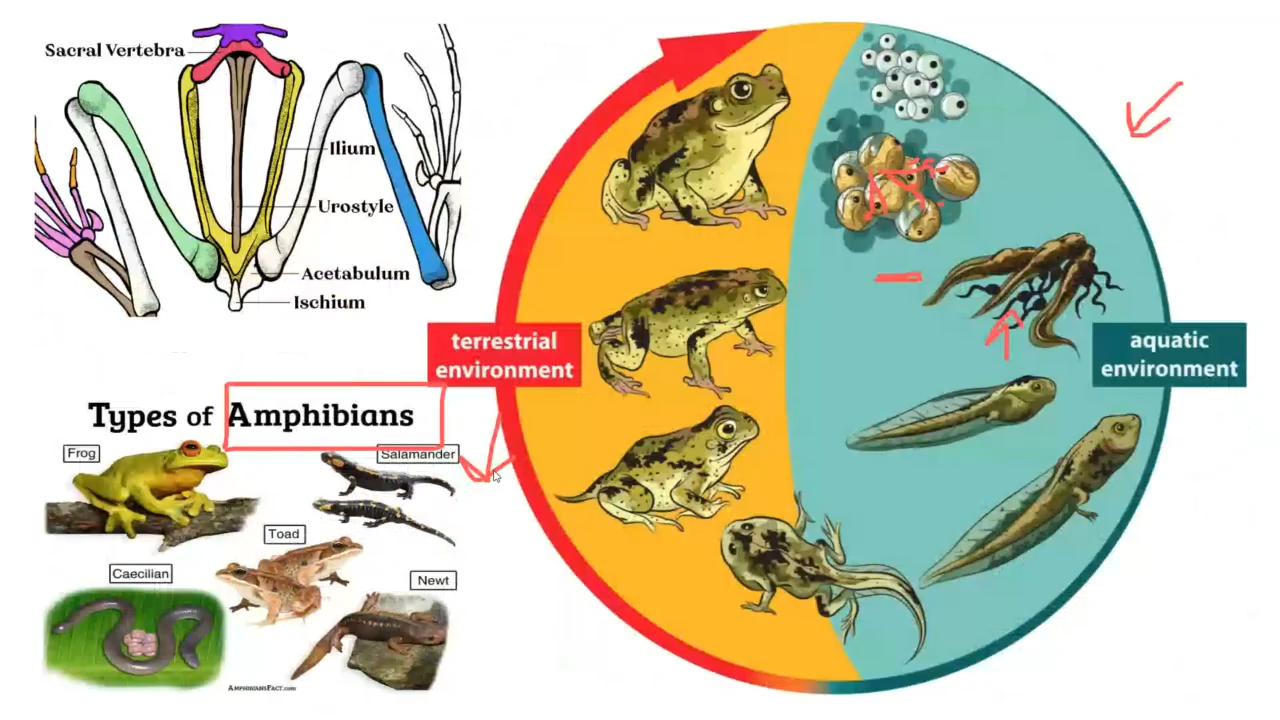 Sacral Vertebra
Ilium
Urostyle
Acetabulum
Ischium
terrestrial
environment
aquatic
environment
Types of Amphibians
Frog
Salamander
Toad
Caecilian
Newt
AmphibiansFact.com